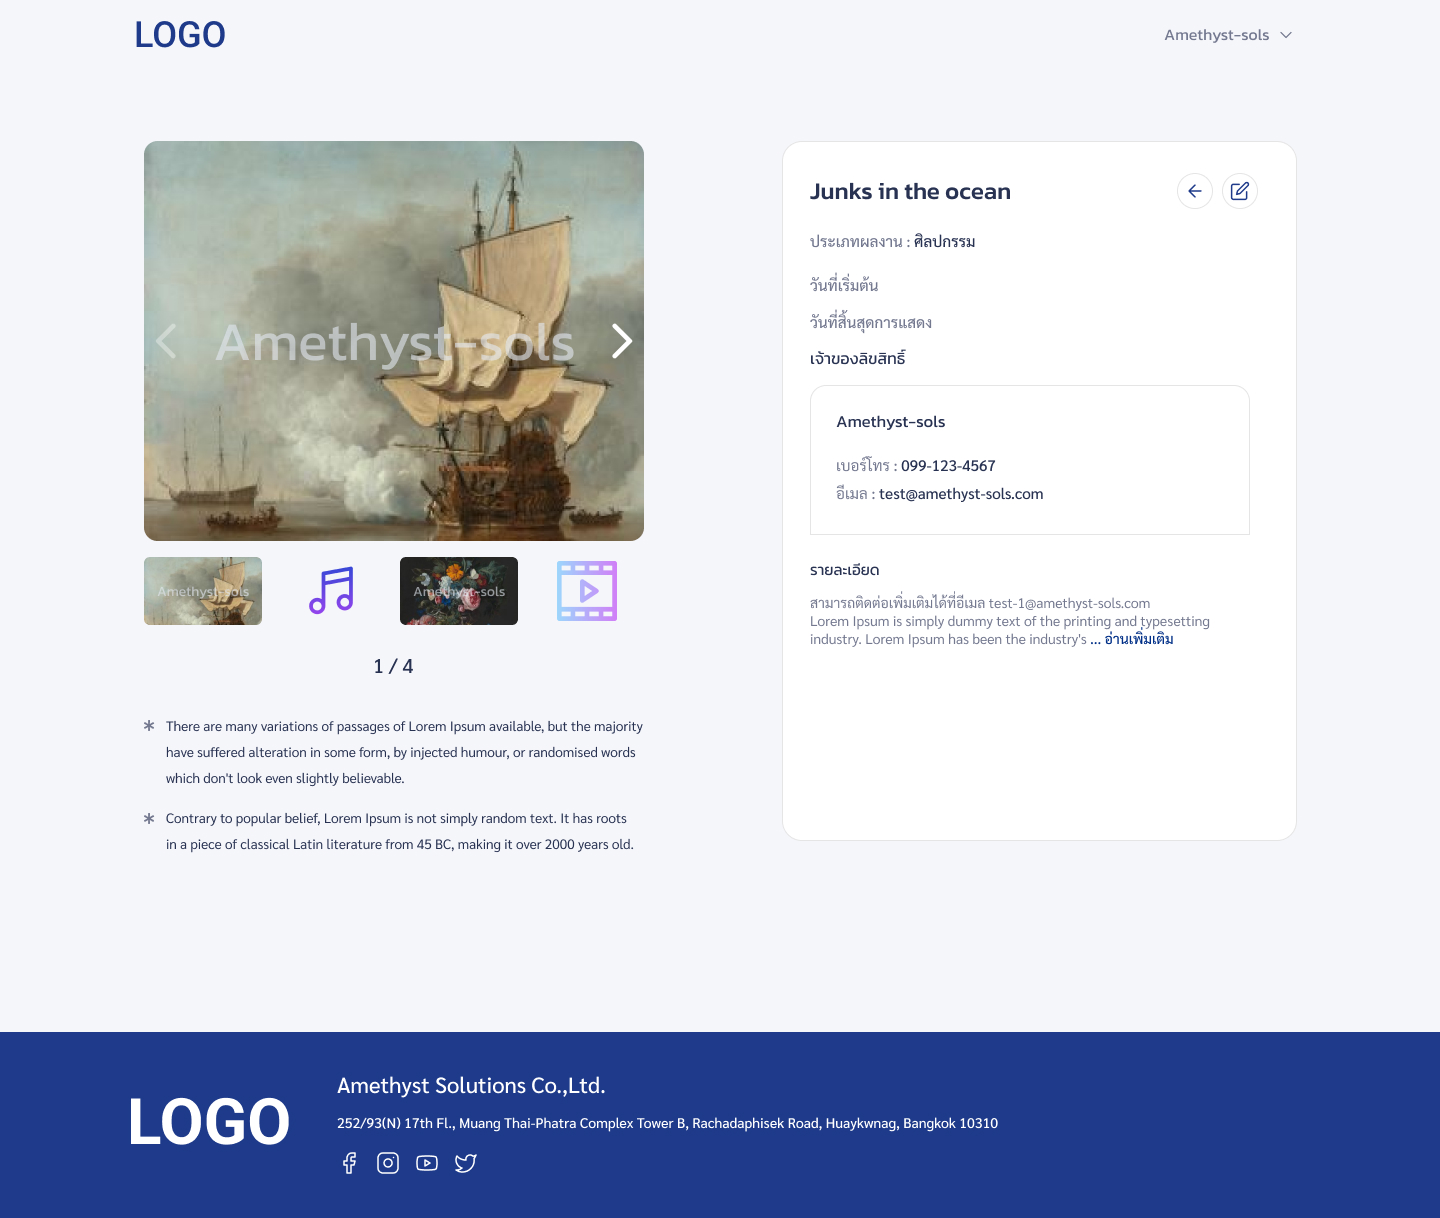 LOGO
Amethyst-sols
Amethyst-sols
Amethyst-sols
Amethyst-sols
1 / 4
There are many variations of passages of Lorem Ipsum available, but the majority
have suffered alteration in some form, by injected humour, or randomised words
which don't look even slightly believable.
Contrary to popular belief, Lorem Ipsum is not simply random text. It has roots
in a piece of classical Latin literature from 45 BC, making it over 2000 years old.
Junks in the ocean
ประเภทผลงาน : ศิลปกรรม
วันที่เริ่มต้น
วันที่สิ้นสุดการแสดง
เจ้าของลิขสิทธิ์
Amethyst-sols
เบอร์โทร : 099-123-4567
อีเมล : test@amethyst-sols.com
รายละเอียด
สามารถติดต่อเพิ่มเติมได้ที่อีเมล test-1@amethyst-sols.com
Lorem Ipsum is simply dummy text of the printing and typesetting
industry. Lorem Ipsum has been the industry's ... อ่านเพิ่มเติม
LOGO
Amethyst Solutions Co.,Ltd.
252/93(N) 17th Fl., Muang Thai-Phatra Complex Tower B, Rachadaphisek Road, Huaykwnag, Bangkok 10310